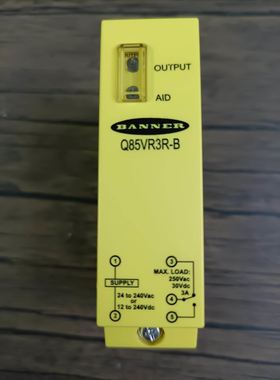 OUTPUT
AID
BANNER
Q85VR3R-B
1
3
MAX. LOAD:
250Vac
30Vdc
3A
SUPPLY
4
24 to 240Vac
or
12 to 240Vdc
2
5